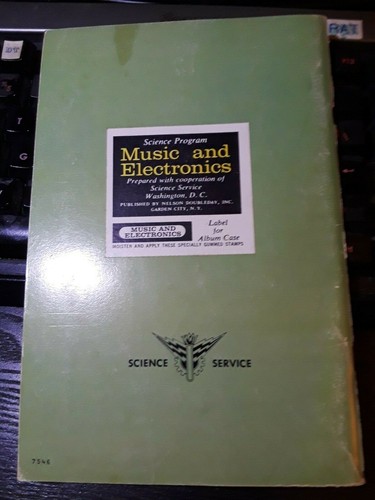 Science Program
Music and
Electronics
Prepared with cooperation of
Science Service
Washington, D. C.
PUBLISHED BY NELSON DOUBLEDAY, INC.
GARDEN CITY, N. Y.
MUSIC AND
ELECTRONICS
Label
for
Album Case
MOISTEN AND APPLY THESE SPECIALLY GUMMED STAMPS
SCIENCE SERVICE